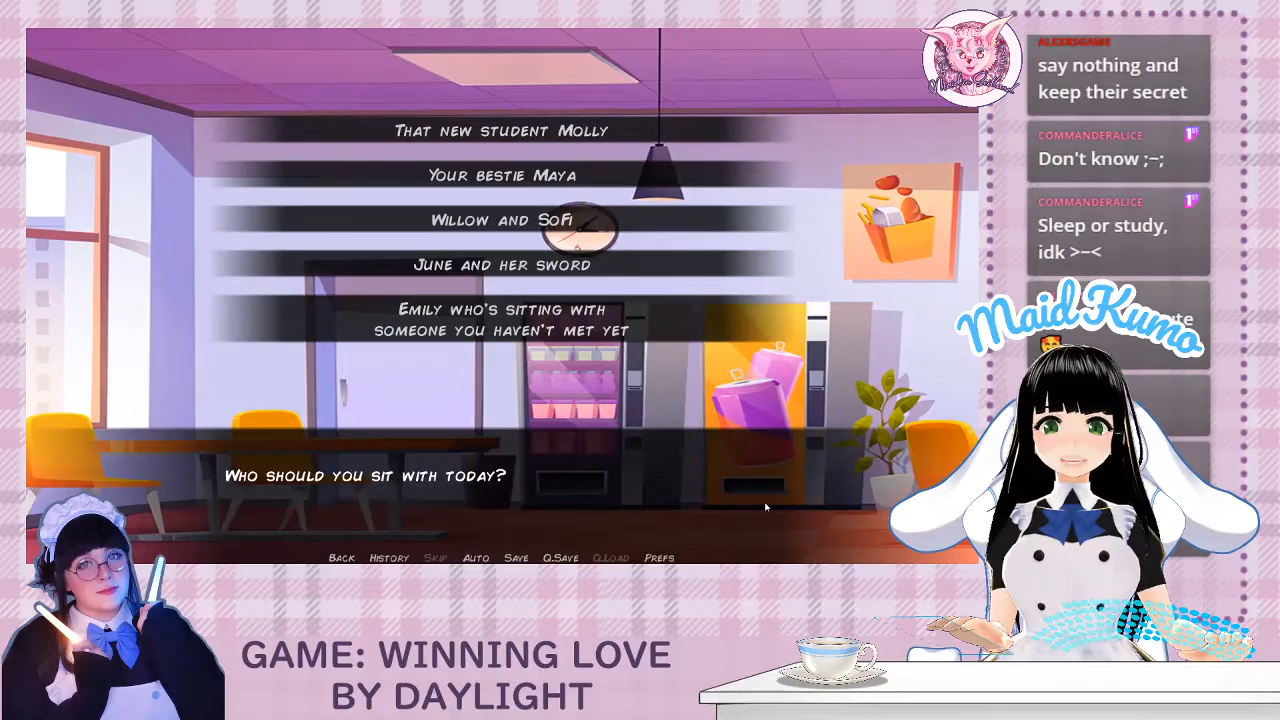 THAT NEW STUDENT MOLLY
YOUR BESTIE MAYA
WILLOW AND SOFI
JUNE AND HER SWORD
EMILY WHO'S SITTING WITH
SOMEONE YOU HAVEN'T MET YET
WHO SHOULD YOU SIT WITH TODAY?
BACK HISTORY SKIP AUTO SAVE Q.SAVE Q.LOAD PREFS
ALEXRSGAME
say nothing and
keep their secret
COMMANDERALICE 1ST
Don't know ;~;
COMMANDERALICE 1ST
Sleep or study,
idk >~<
Maid Kumo
GAME: WINNING LOVE
BY DAYLIGHT